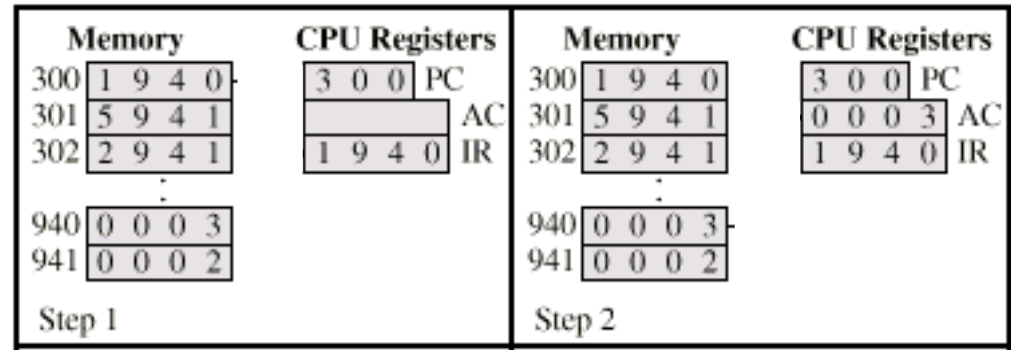 Memory CPU Registers
300 1 9 4 0 3 0 0 PC
301 5 9 4 1 AC
302 2 9 4 1 1 9 4 0 IR
940 0 0 0 3
941 0 0 0 2
Step 1
Memory CPU Registers
300 1 9 4 0 3 0 0 PC
301 5 9 4 1 0 0 0 3 AC
302 2 9 4 1 1 9 4 0 IR
940 0 0 0 3
941 0 0 0 2
Step 2